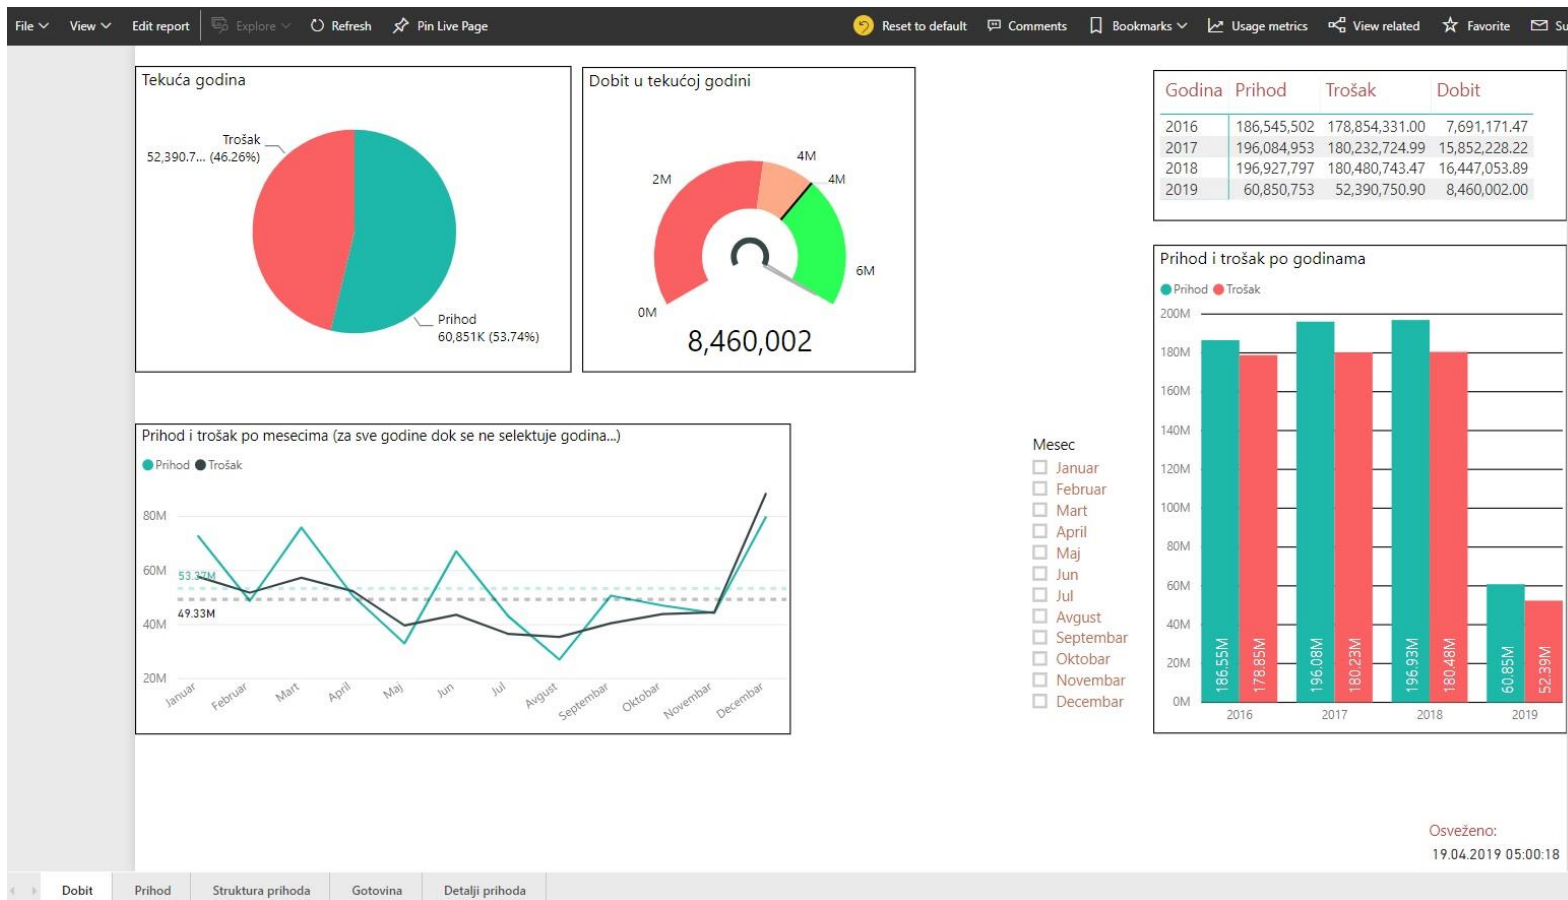 File View Edit report Explore Refresh Pin Live Page Reset to default Comments Bookmarks Usage metrics View related Favorite Su
Tekuća godina
Trošak
52,390.7... (46.26%)
Prihod
60,851K (53.74%)
Dobit u tekućoj godini
0M
2M
4M
4M
6M
8,460,002
Godina Prihod Trošak Dobit
2016 186,545,502 178,854,331.00 7,691,171.47
2017 196,084,953 180,232,724.99 15,852,228.22
2018 196,927,797 180,480,743.47 16,447,053.89
2019 60,850,753 52,390,750.90 8,460,002.00
Prihod i trošak po mesecima (za sve godine dok se ne selektuje godina...)
Prihod Trošak
80M
60M
53.37M
49.33M
40M
20M
Januar Februar Mart April Maj Jun Jul Avgust Septembar Oktobar Novembar Decembar
Mesec
Januar
Februar
Mart
April
Maj
Jun
Jul
Avgust
Septembar
Oktobar
Novembar
Decembar
Prihod i trošak po godinama
Prihod Trošak
200M
180M
160M
140M
120M
100M
80M
60M
40M
20M
0M
186.55M 178.85M 196.08M 180.23M 196.93M 180.48M 60.85M 52.39M
2016 2017 2018 2019
Osveženo:
19.04.2019 05:00:18
Dobit Prihod Struktura prihoda Gotovina Detalji prihoda